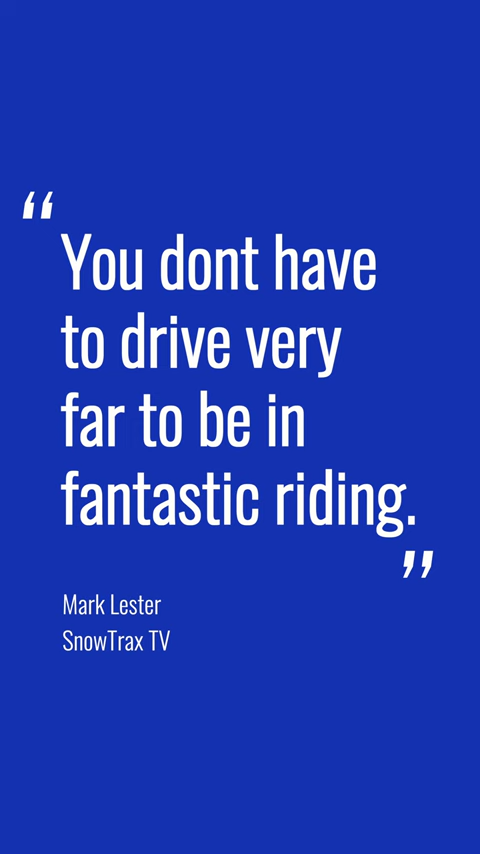 “
You dont have
to drive very
far to be in
fantastic riding.
”
Mark Lester
SnowTrax TV